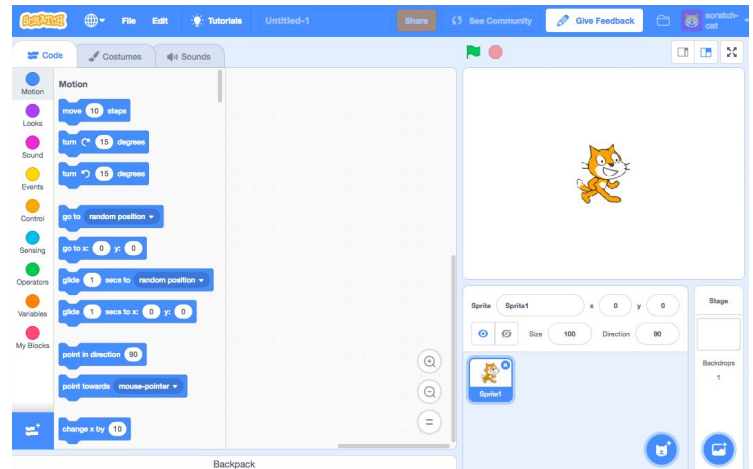 SCRATCH File Edit Tutorials Untitled-1 Share See Community Give Feedback scratch-cat
Code Costumes Sounds
Motion
Looks
Sound
Events
Control
Sensing
Operators
Variables
My Blocks
Motion
move 10 steps
turn 15 degrees
turn 15 degrees
go to random position
go to x: 0 y: 0
glide 1 secs to random position
glide 1 secs to x: 0 y: 0
point in direction 90
point towards mouse-pointer
change x by 10
Backpack
Sprite Sprite1 x 0 y 0
Size 100 Direction 90
Sprite1
Stage
Backdrops
1